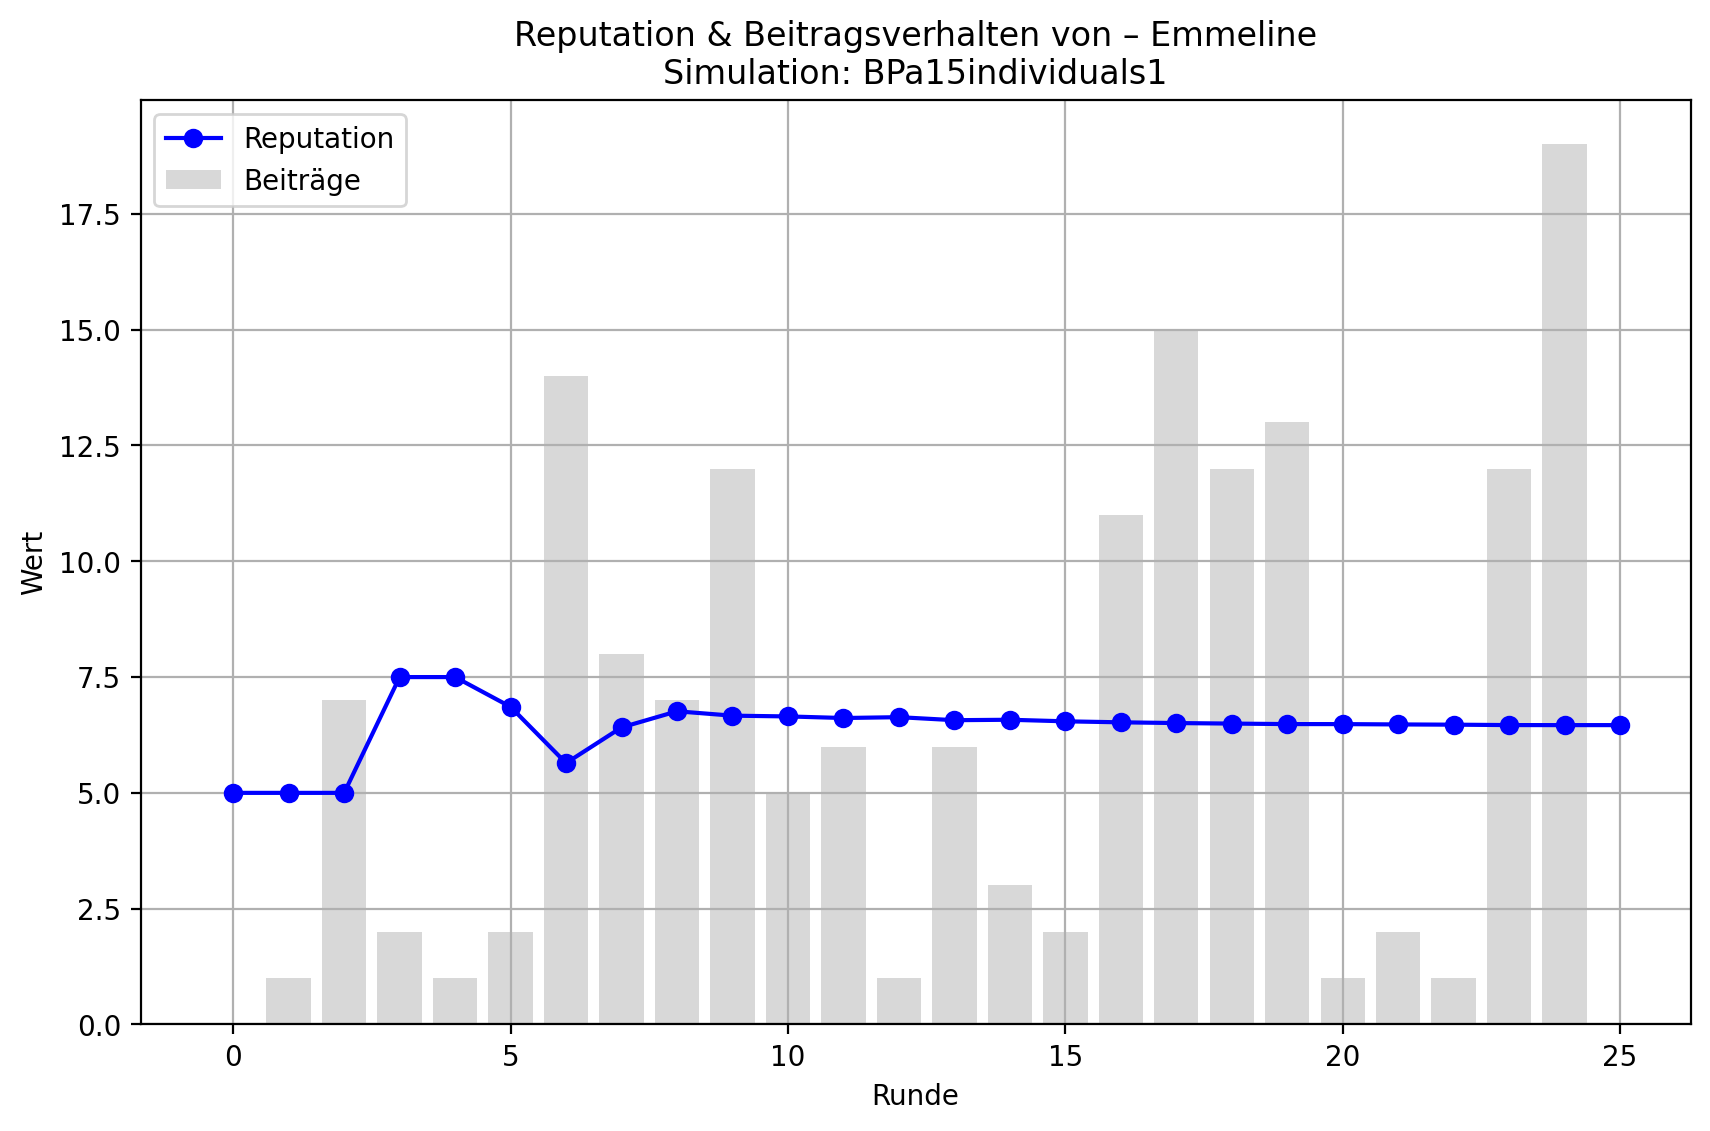 Reputation & Beitragsverhalten von – Emmeline
Simulation: BPa15individuals1
Reputation
Beiträge
17.5
15.0
12.5
10.0
7.5
5.0
2.5
0.0
Wert
0 5 10 15 20 25
Runde